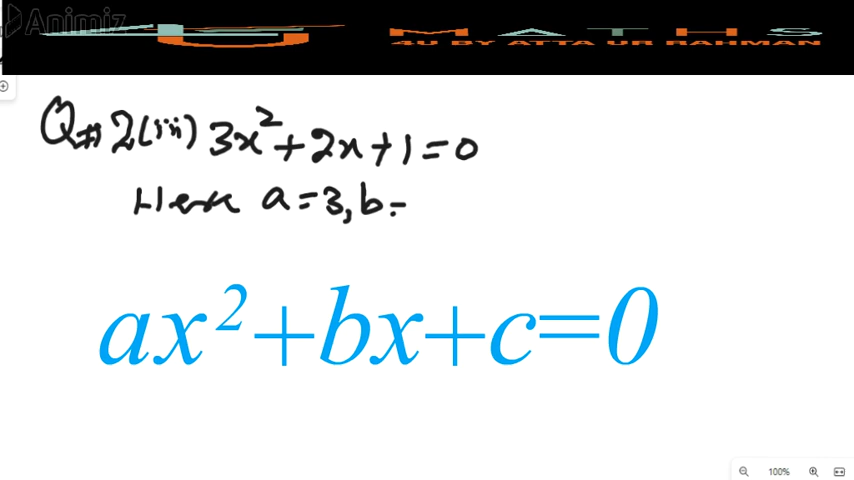 Animiz
MATHS
4U BY ATTA UR RAHMAN
Q#2(iii) 3x²+2x+1=0
Here a=3,b=
ax²+bx+c=0
100%